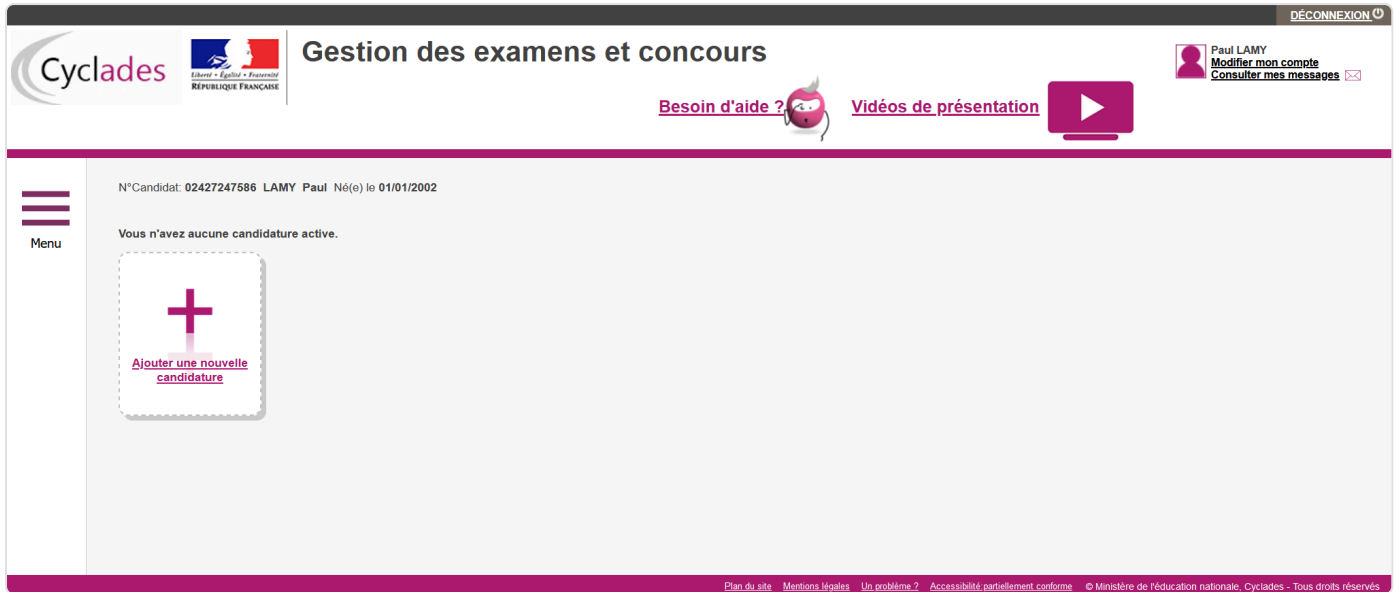 DÉCONNEXION
Cyclades
Liberté • Égalité • Fraternité
RÉPUBLIQUE FRANÇAISE
Gestion des examens et concours
Paul LAMY
Modifier mon compte
Consulter mes messages
Besoin d'aide ?
Vidéos de présentation
Menu
N°Candidat: 02427247586 LAMY Paul Né(e) le 01/01/2002
Vous n'avez aucune candidature active.
Ajouter une nouvelle
candidature
Plan du site Mentions légales Un problème ? Accessibilité:partiellement conforme © Ministère de l'éducation nationale, Cyclades - Tous droits réservés